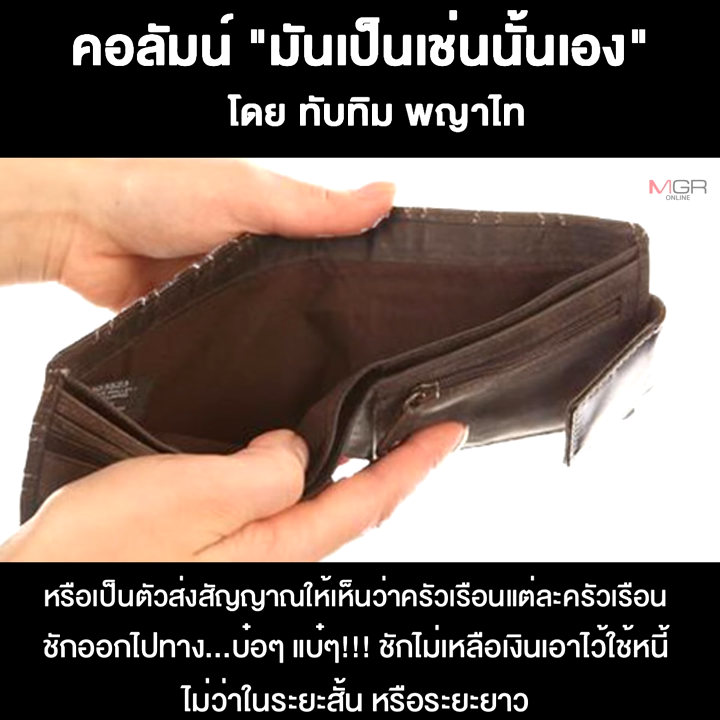 คอลัมน์ "มันเป็นเช่นนั้นเอง"
โดย ทับทิม พญาไท
MGR
ONLINE
หรือเป็นตัวส่งสัญญาณให้เห็นว่าครัวเรือนแต่ละครัวเรือน
ชักออกไปทาง...บ๋อๆ แบ๋ๆ!!! ชักไม่เหลือเงินเอาไว้ใช้หนี้
ไม่ว่าในระยะสั้น หรือระยะยาว